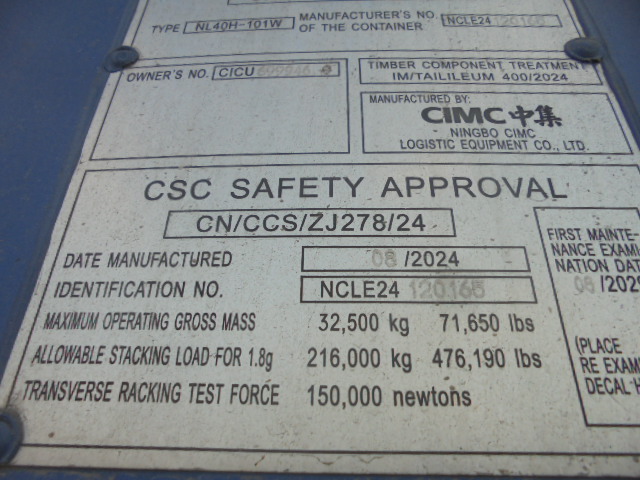 TYPE NL40H-101W MANUFACTURER'S NO. OF THE CONTAINER NCLE24 120165
OWNER'S NO. CICU
TIMBER COMPONENT TREATMENT
IM/TAILILEUM 400/2024
MANUFACTURED BY:
CIMC 中集
NINGBO CIMC
LOGISTIC EQUIPMENT CO., LTD.
CSC SAFETY APPROVAL
CN/CCS/ZJ278/24
DATE MANUFACTURED 08 /2024
IDENTIFICATION NO. NCLE24 120165
MAXIMUM OPERATING GROSS MASS 32,500 kg 71,650 lbs
ALLOWABLE STACKING LOAD FOR 1.8g 216,000 kg 476,190 lbs
TRANSVERSE RACKING TEST FORCE 150,000 newtons
FIRST MAINTE-
NANCE EXAMI
NATION DAT
08 /202
(PLACE
RE EXAM
DECAL H